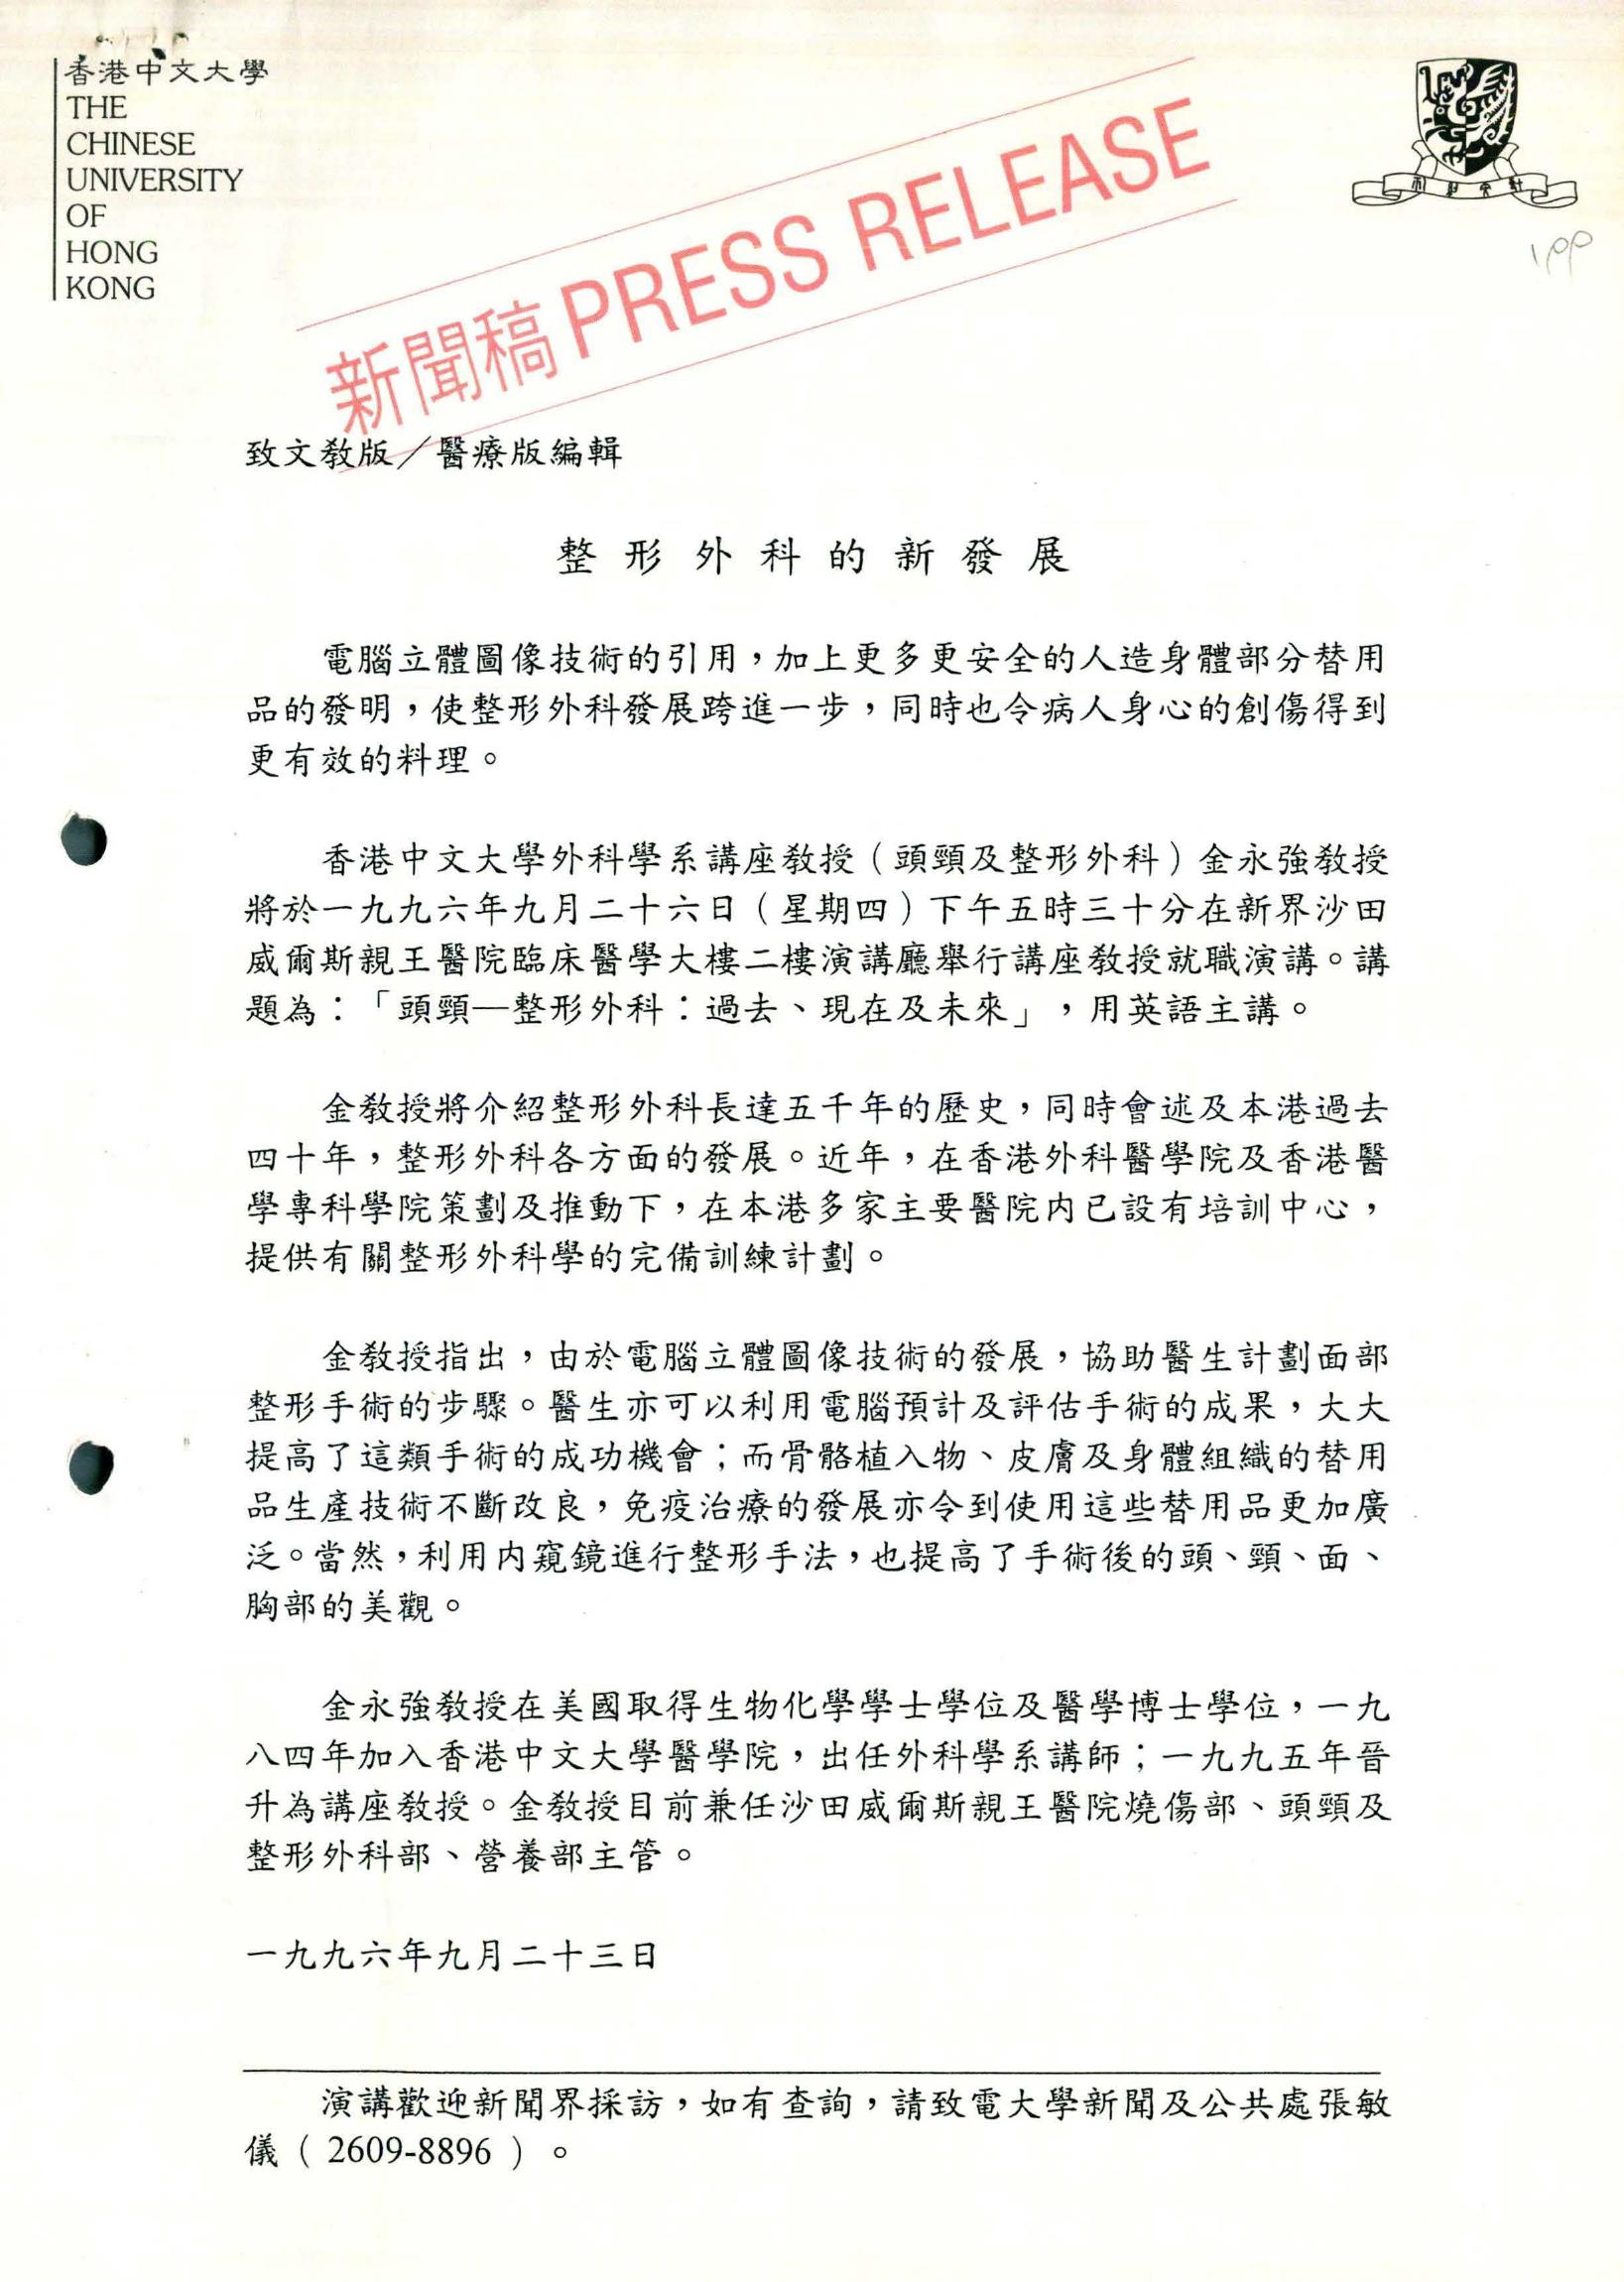 香港中文大學
THE
CHINESE
UNIVERSITY
OF
HONG
KONG
新聞稿 PRESS RELEASE
致文教版／醫療版編輯
整形外科的新發展
電腦立體圖像技術的引用，加上更多更安全的人造身體部分替用
品的發明，使整形外科發展跨進一步，同時也令病人身心的創傷得到
更有效的料理。
香港中文大學外科學系講座教授（頭頸及整形外科）金永強教授
將於一九九六年九月二十六日（星期四）下午五時三十分在新界沙田
威爾斯親王醫院臨床醫學大樓二樓演講廳舉行講座教授就職演講。講
題為：「頭頸—整形外科：過去、現在及未來」，用英語主講。
金教授將介紹整形外科長達五千年的歷史，同時會述及本港過去
四十年，整形外科各方面的發展。近年，在香港外科醫學院及香港醫
學專科學院策劃及推動下，在本港多家主要醫院內已設有培訓中心，
提供有關整形外科學的完備訓練計劃。
金教授指出，由於電腦立體圖像技術的發展，協助醫生計劃面部
整形手術的步驟。醫生亦可以利用電腦預計及評估手術的成果，大大
提高了這類手術的成功機會；而骨骼植入物、皮膚及身體組織的替用
品生產技術不斷改良，免疫治療的發展亦令到使用這些替用品更加廣
泛。當然，利用內窺鏡進行整形手法，也提高了手術後的頭、頸、面、
胸部的美觀。
金永強教授在美國取得生物化學學士學位及醫學博士學位，一九
八四年加入香港中文大學醫學院，出任外科學系講師；一九九五年晉
升為講座教授。金教授目前兼任沙田威爾斯親王醫院燒傷部、頭頸及
整形外科部、營養部主管。
一九九六年九月二十三日
演講歡迎新聞界採訪，如有查詢，請致電大學新聞及公共處張敏
儀（2609-8896）。